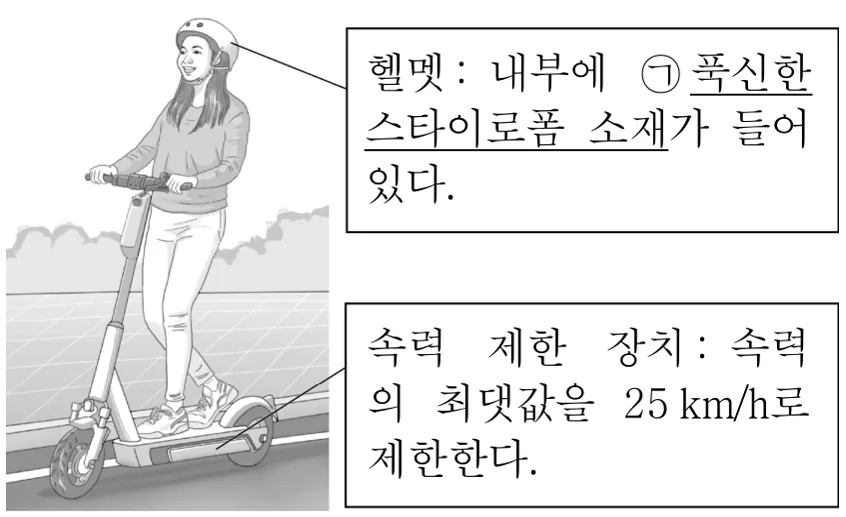 헬멧 : 내부에 ㉠ 푹신한
스타이로폼 소재가 들어
있다.
속력 제한 장치 : 속력
의 최댓값을 25 km/h로
제한한다.